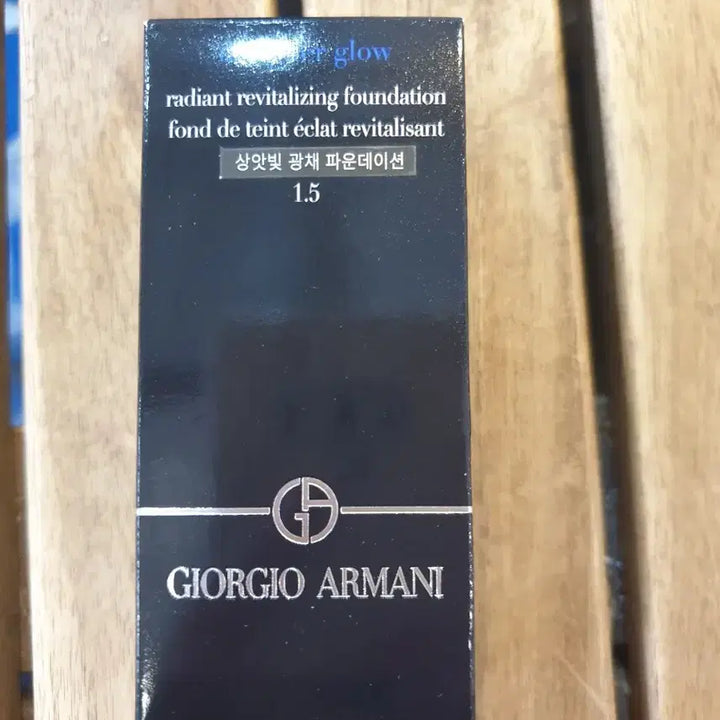 glow
radiant revitalizing foundation
fond de teint éclat revitalisant
상앗빛 광채 파운데이션
1.5
GA
GIORGIO ARMANI